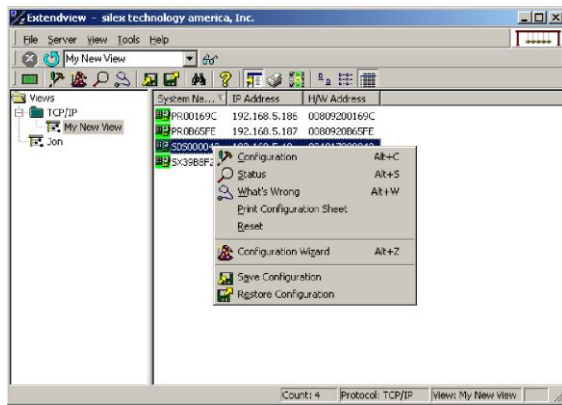 Extendview - silex technology america, Inc.
File Server View Tools Help
My New View
Views
TCP/IP
My New View
Jon
System Na... IP Address H/W Address
PR00169C 192.168.5.186 00809200169C
PR0B65FE 192.168.5.187 0080920B65FE
Configuration Alt+C
Status Alt+S
What's Wrong Alt+W
Print Configuration Sheet
Reset
Configuration Wizard Alt+Z
Save Configuration
Restore Configuration
Count: 4 Protocol: TCP/IP View: My New View